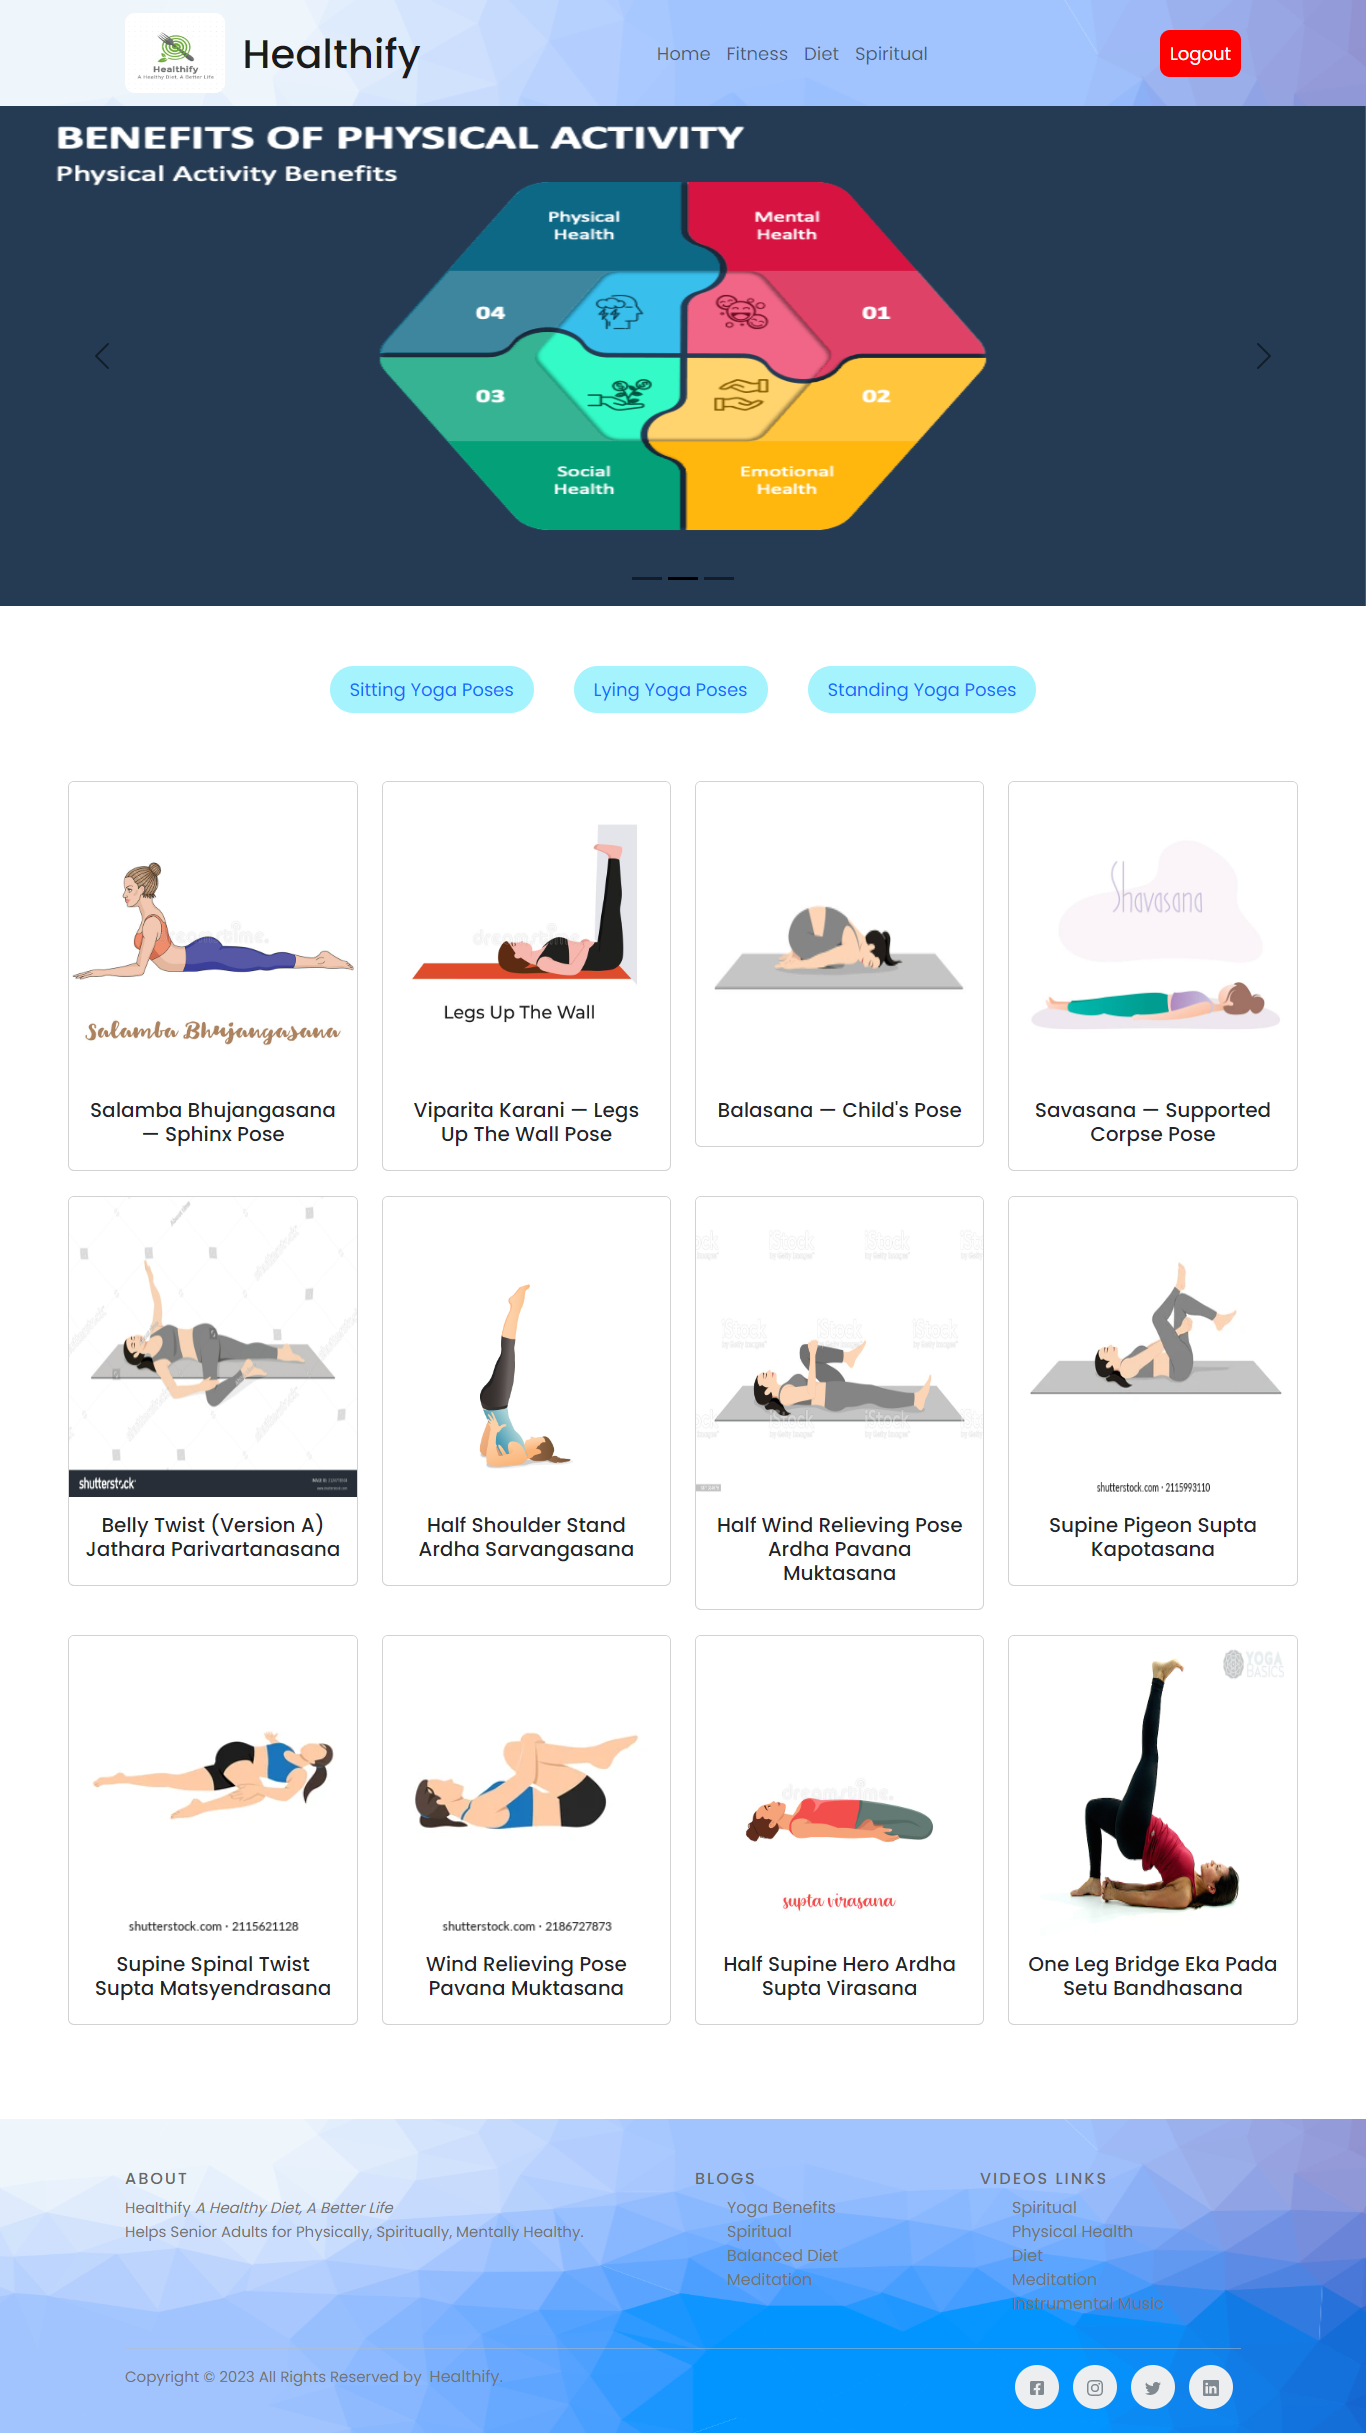 Healthify
A Healthy Diet, A Better Life
Healthify
Home Fitness Diet Spiritual
Logout
BENEFITS OF PHYSICAL ACTIVITY
Physical Activity Benefits
Physical
Health
Mental
Health
04
01
03
02
Social
Health
Emotional
Health
Sitting Yoga Poses
Lying Yoga Poses
Standing Yoga Poses
dreamstime.
Salamba Bhujangasana
dreamstime.
Legs Up The Wall
Shavasana
Salamba Bhujangasana
— Sphinx Pose
Viparita Karani — Legs
Up The Wall Pose
Balasana — Child's Pose
Savasana — Supported
Corpse Pose
shutterstock
iStock
by Getty Images
shutterstock.com · 2115993110
Belly Twist (Version A)
Jathara Parivartanasana
Half Shoulder Stand
Ardha Sarvangasana
Half Wind Relieving Pose
Ardha Pavana
Muktasana
Supine Pigeon Supta
Kapotasana
shutterstock.com · 2115621128
shutterstock.com · 2186727873
dreamstime.
supta virasana
YOGA
BASICS
Supine Spinal Twist
Supta Matsyendrasana
Wind Relieving Pose
Pavana Muktasana
Half Supine Hero Ardha
Supta Virasana
One Leg Bridge Eka Pada
Setu Bandhasana
ABOUT
Healthify A Healthy Diet, A Better Life
Helps Senior Adults for Physically, Spiritually, Mentally Healthy.
BLOGS
Yoga Benefits
Spiritual
Balanced Diet
Meditation
VIDEOS LINKS
Spiritual
Physical Health
Diet
Meditation
Instrumental Music
Copyright © 2023 All Rights Reserved by Healthify.